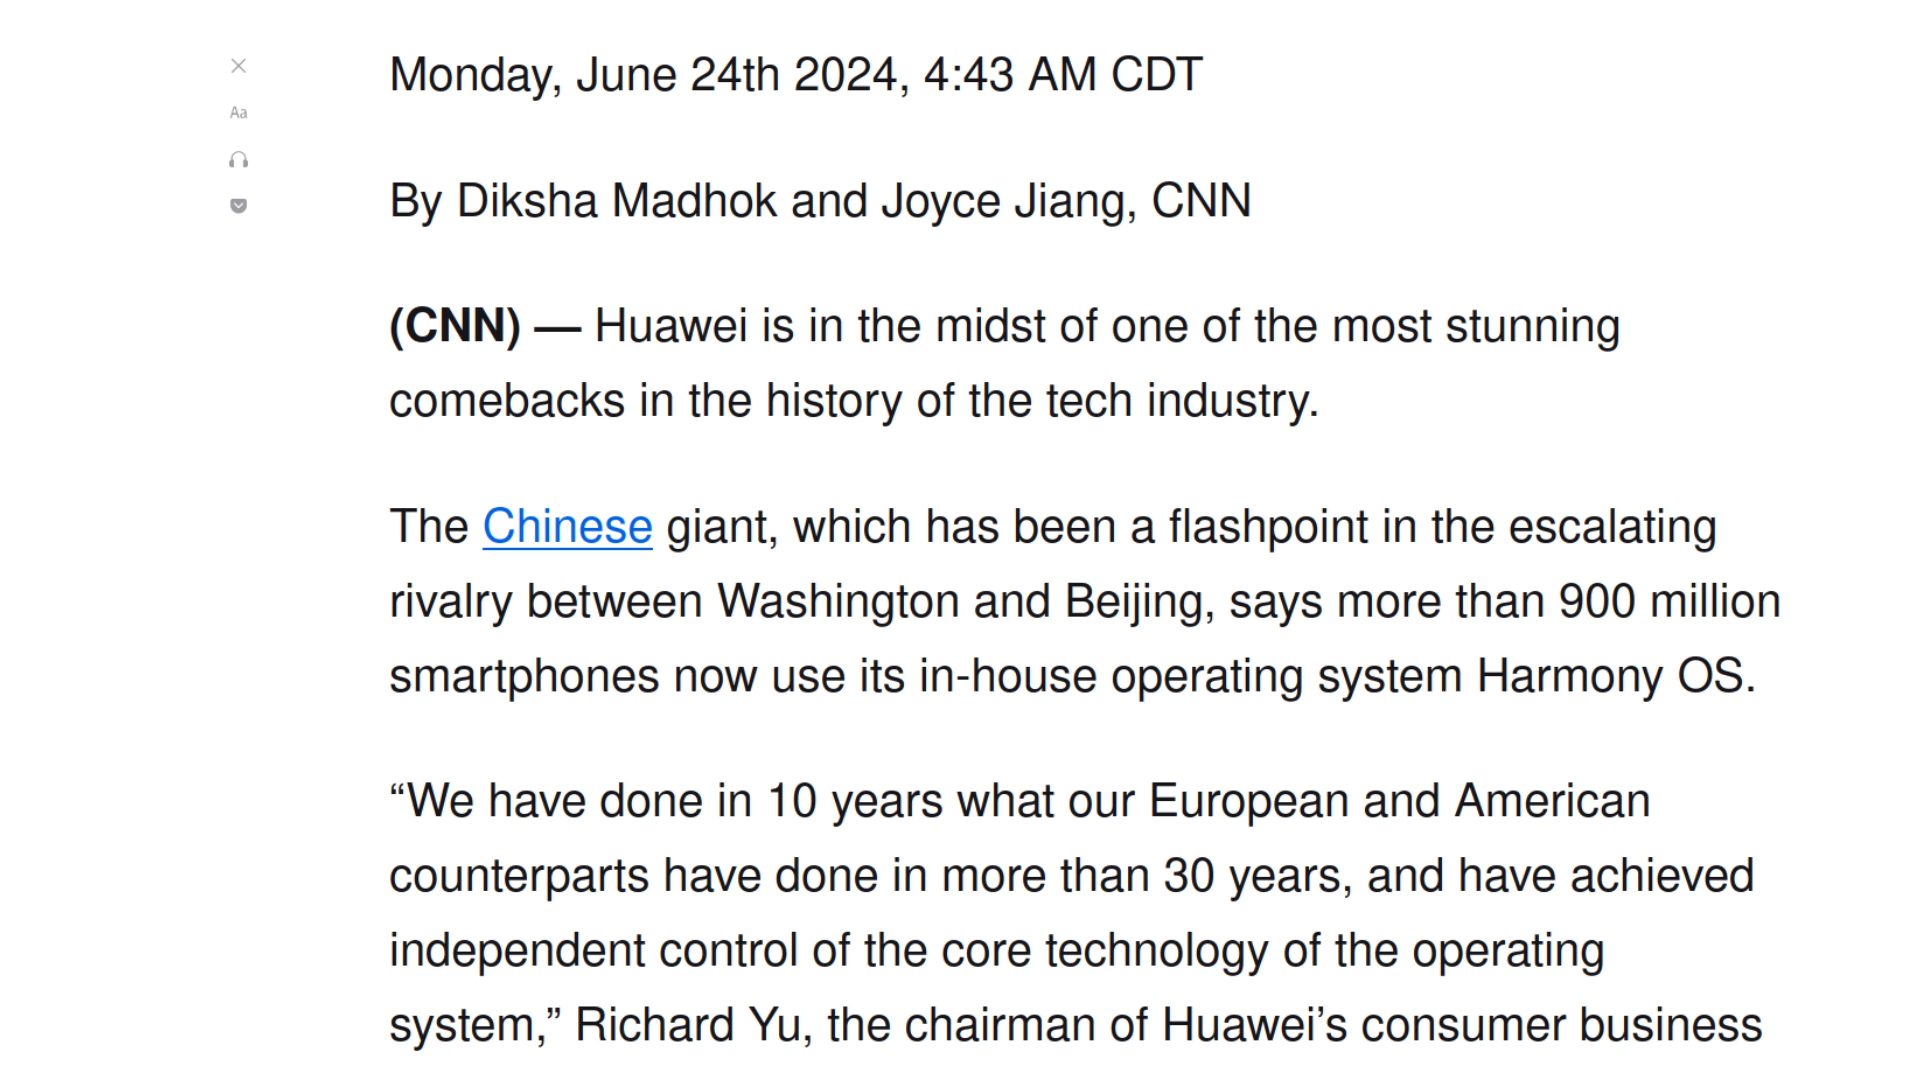 Monday, June 24th 2024, 4:43 AM CDT
Aa
By Diksha Madhok and Joyce Jiang, CNN
(CNN) — Huawei is in the midst of one of the most stunning
comebacks in the history of the tech industry.
The Chinese giant, which has been a flashpoint in the escalating
rivalry between Washington and Beijing, says more than 900 million
smartphones now use its in-house operating system Harmony OS.
“We have done in 10 years what our European and American
counterparts have done in more than 30 years, and have achieved
independent control of the core technology of the operating
system,” Richard Yu, the chairman of Huawei’s consumer business